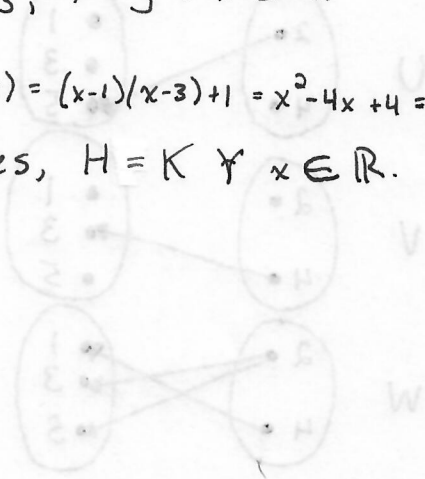 ) = (x-1)(x-3)+1 = x²-4x +4 =
es, H = K ∀ x ∈ ℝ.